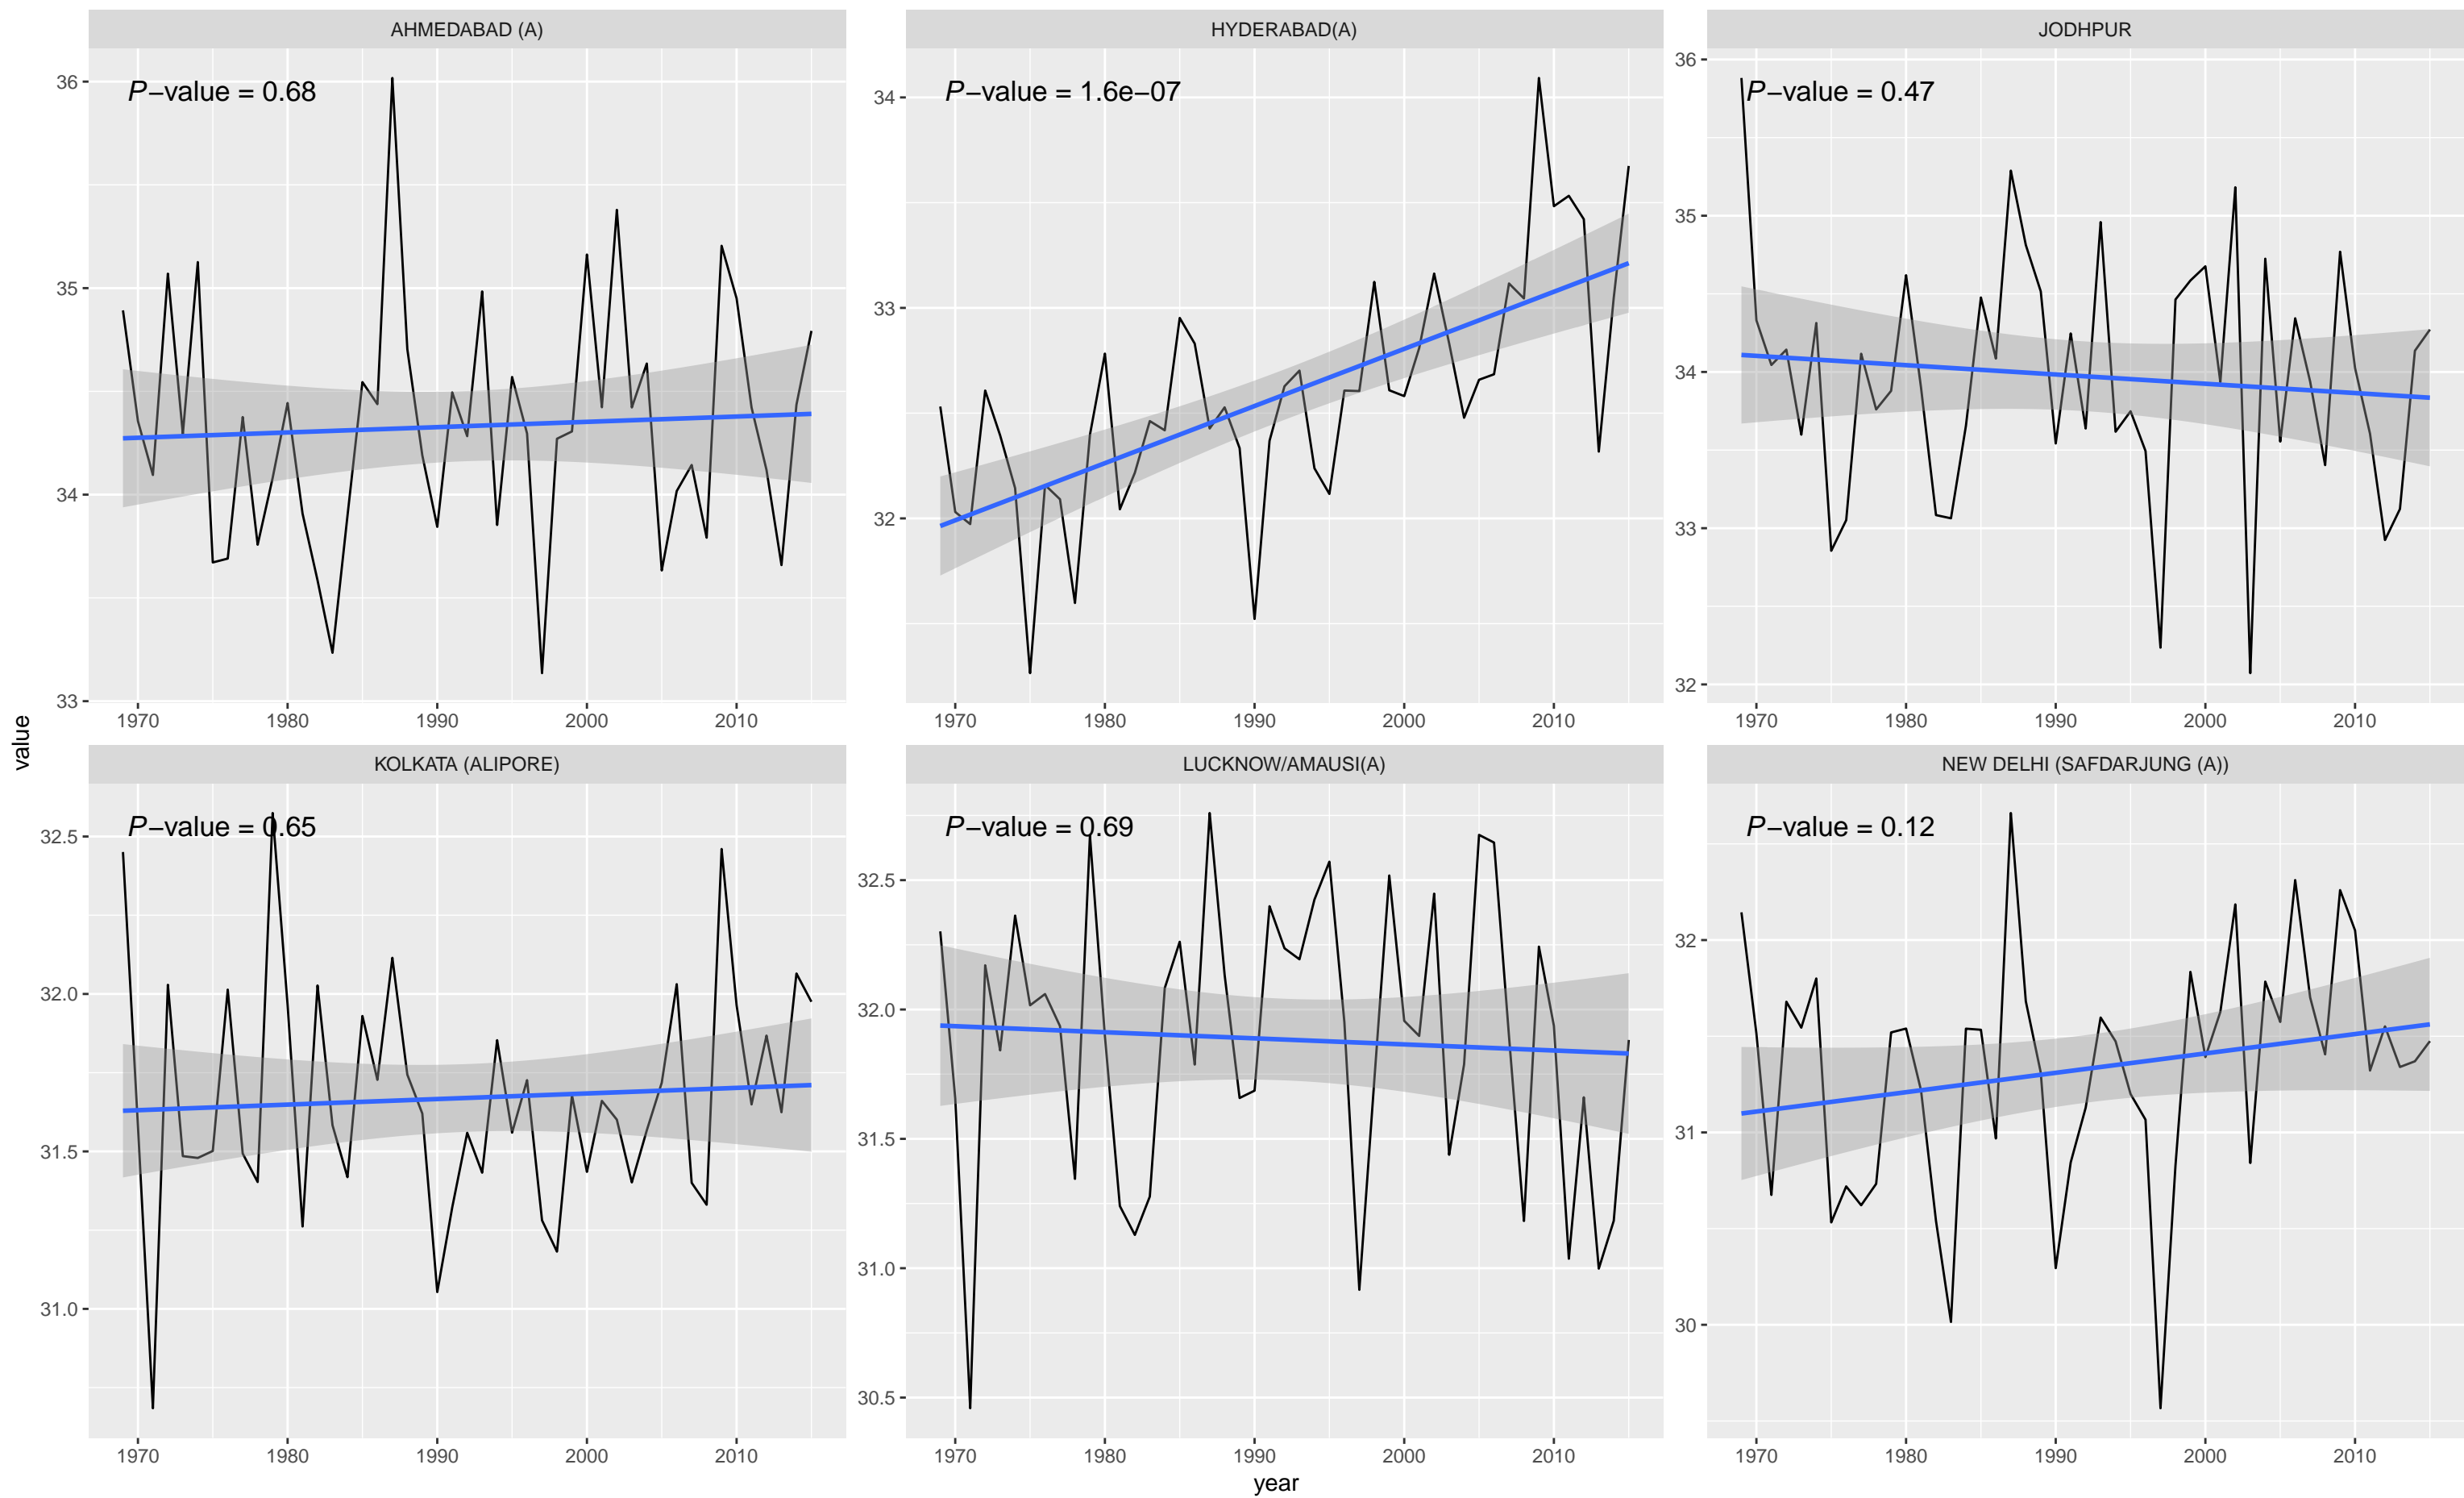 AHMEDABAD (A)
HYDERABAD(A)
JODHPUR
P−value = 0.68
P−value = 1.6e−07
P−value = 0.47
36
35
34
33
34
33
32
36
35
34
33
32
1970 1980 1990 2000 2010
1970 1980 1990 2000 2010
1970 1980 1990 2000 2010
value
KOLKATA (ALIPORE)
LUCKNOW/AMAUSI(A)
NEW DELHI (SAFDARJUNG (A))
P−value = 0.65
P−value = 0.69
P−value = 0.12
32.5
32.0
31.5
31.0
32.5
32.0
31.5
31.0
30.5
32
31
30
1970 1980 1990 2000 2010
1970 1980 1990 2000 2010
1970 1980 1990 2000 2010
year